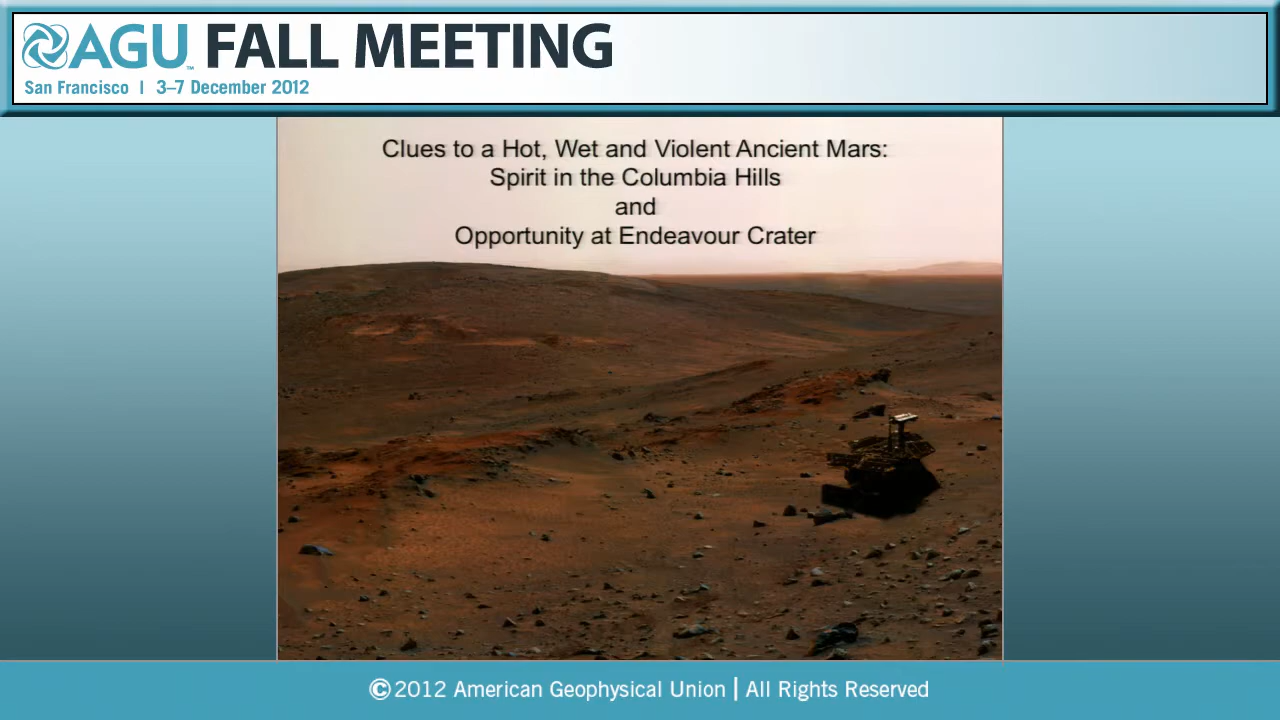 AGU™ FALL MEETING
San Francisco | 3–7 December 2012
Clues to a Hot, Wet and Violent Ancient Mars:
Spirit in the Columbia Hills
and
Opportunity at Endeavour Crater
©2012 American Geophysical Union | All Rights Reserved